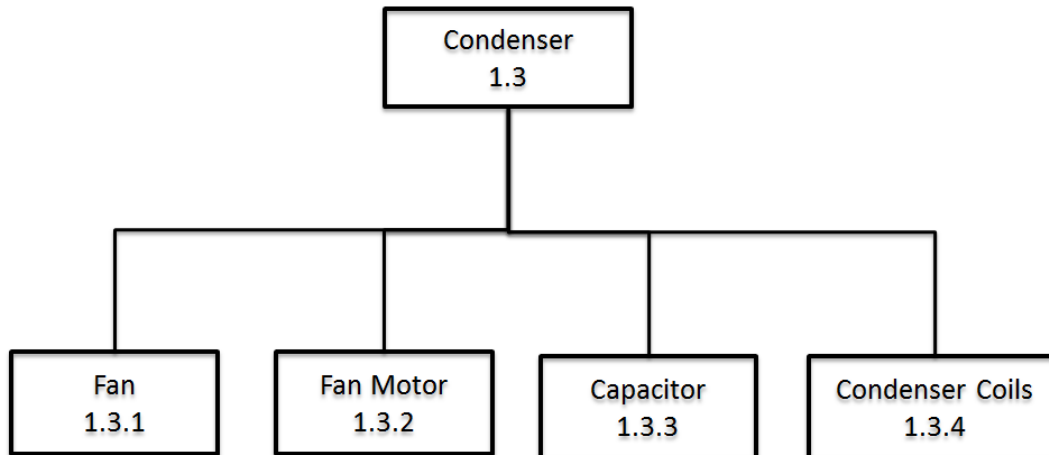 Condenser
1.3
Fan
1.3.1
Fan Motor
1.3.2
Capacitor
1.3.3
Condenser Coils
1.3.4